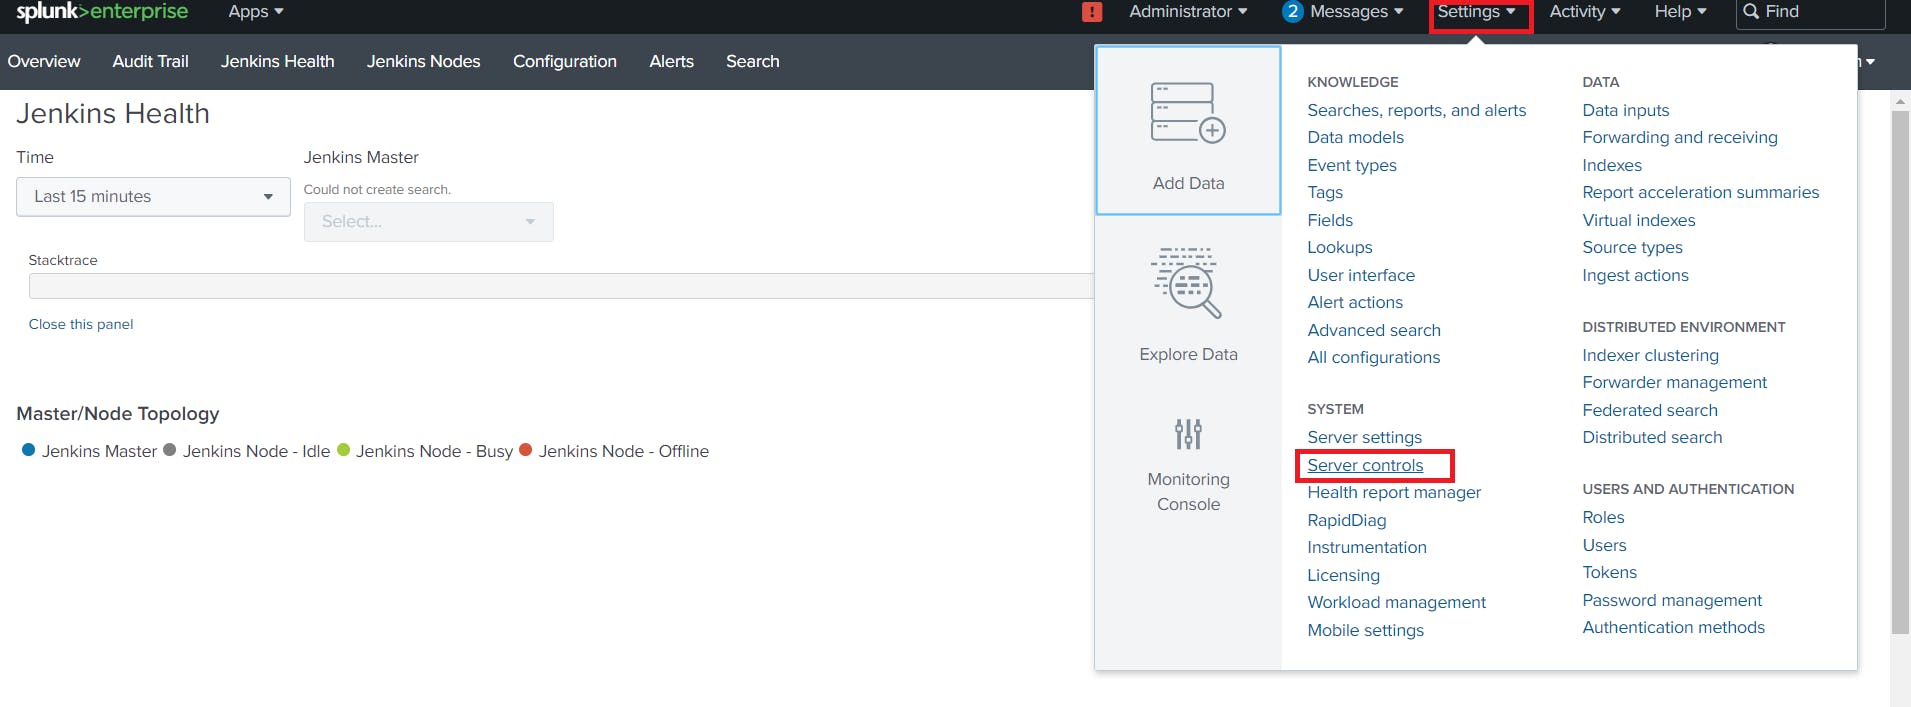 splunk>enterprise Apps ! Administrator 2 Messages Settings Activity Help Find
Overview Audit Trail Jenkins Health Jenkins Nodes Configuration Alerts Search
Jenkins Health
Time
Last 15 minutes
Jenkins Master
Could not create search.
Select...
Stacktrace
Close this panel
Master/Node Topology
Jenkins Master Jenkins Node - Idle Jenkins Node - Busy Jenkins Node - Offline
Add Data
Explore Data
Monitoring
Console
KNOWLEDGE
Searches, reports, and alerts
Data models
Event types
Tags
Fields
Lookups
User interface
Alert actions
Advanced search
All configurations
SYSTEM
Server settings
Server controls
Health report manager
RapidDiag
Instrumentation
Licensing
Workload management
Mobile settings
DATA
Data inputs
Forwarding and receiving
Indexes
Report acceleration summaries
Virtual indexes
Source types
Ingest actions
DISTRIBUTED ENVIRONMENT
Indexer clustering
Forwarder management
Federated search
Distributed search
USERS AND AUTHENTICATION
Roles
Users
Tokens
Password management
Authentication methods